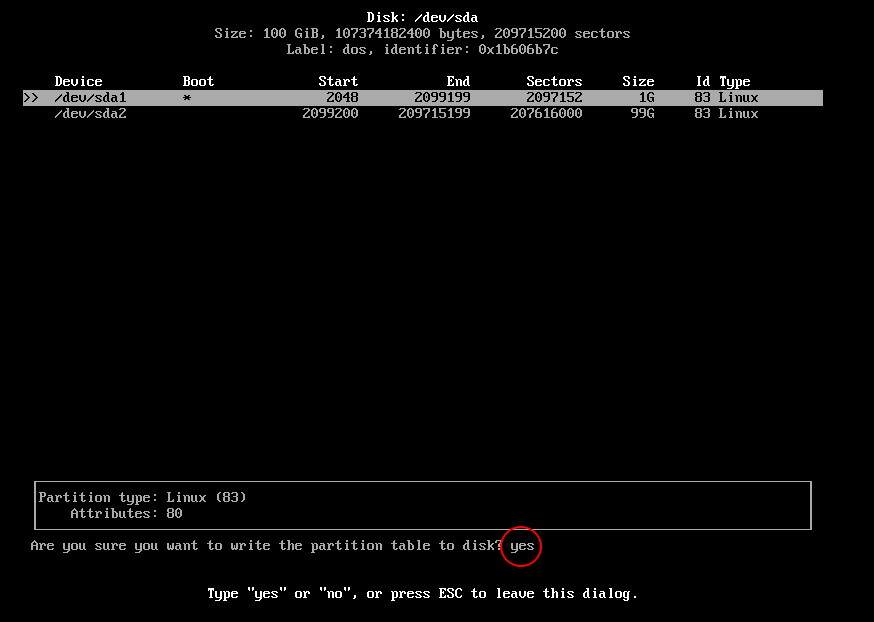 Disk: /dev/sda
Size: 100 GiB, 107374182400 bytes, 209715200 sectors
Label: dos, identifier: 0x1b606b7c
Device Boot Start End Sectors Size Id Type
>> /dev/sda1 * 2048 2099199 2097152 1G 83 Linux
/dev/sda2 2099200 209715199 207616000 99G 83 Linux
Partition type: Linux (83)
Attributes: 80
Are you sure you want to write the partition table to disk? yes
Type "yes" or "no", or press ESC to leave this dialog.